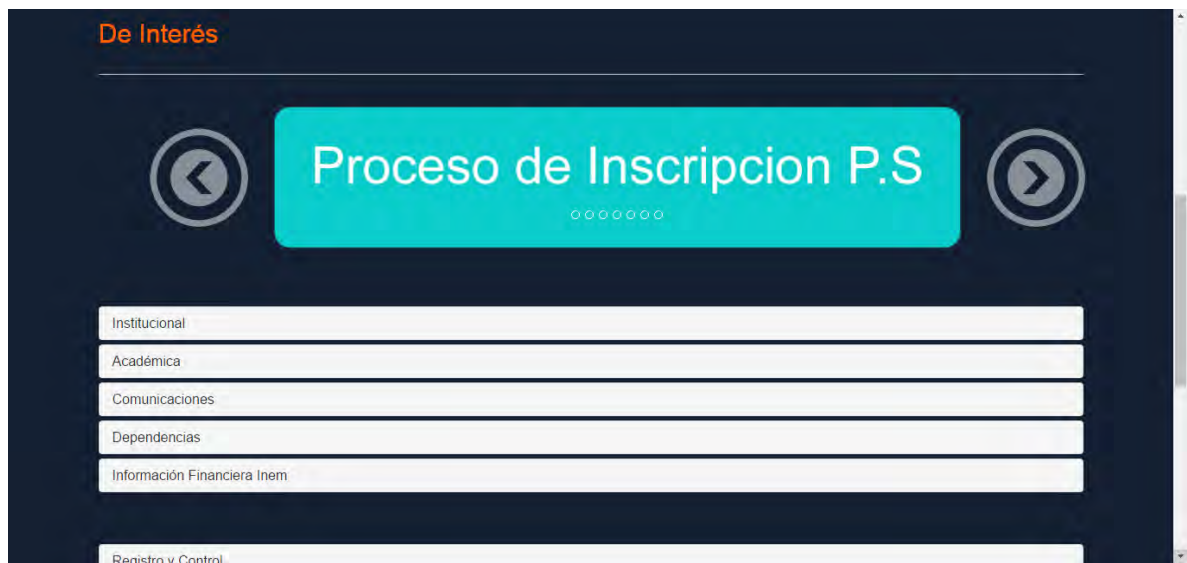 De Interés
Proceso de Inscripcion P.S
Institucional
Académica
Comunicaciones
Dependencias
Información Financiera Inem
Registro y Control